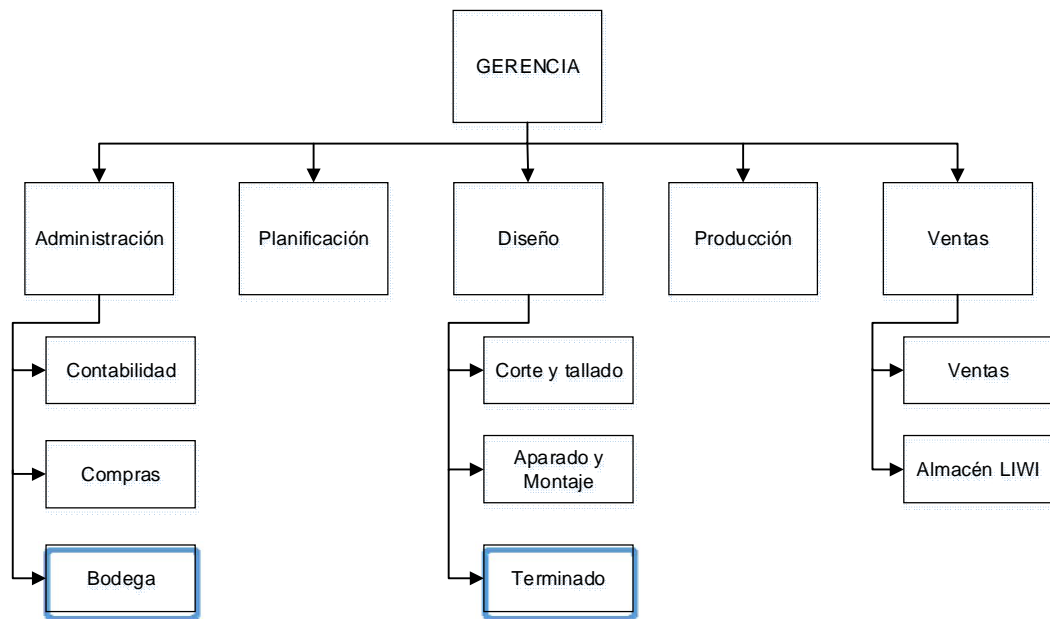 GERENCIA
Administración
Planificación
Diseño
Producción
Ventas
Contabilidad
Corte y tallado
Ventas
Compras
Aparado y
Montaje
Almacén LIWI
Bodega
Terminado